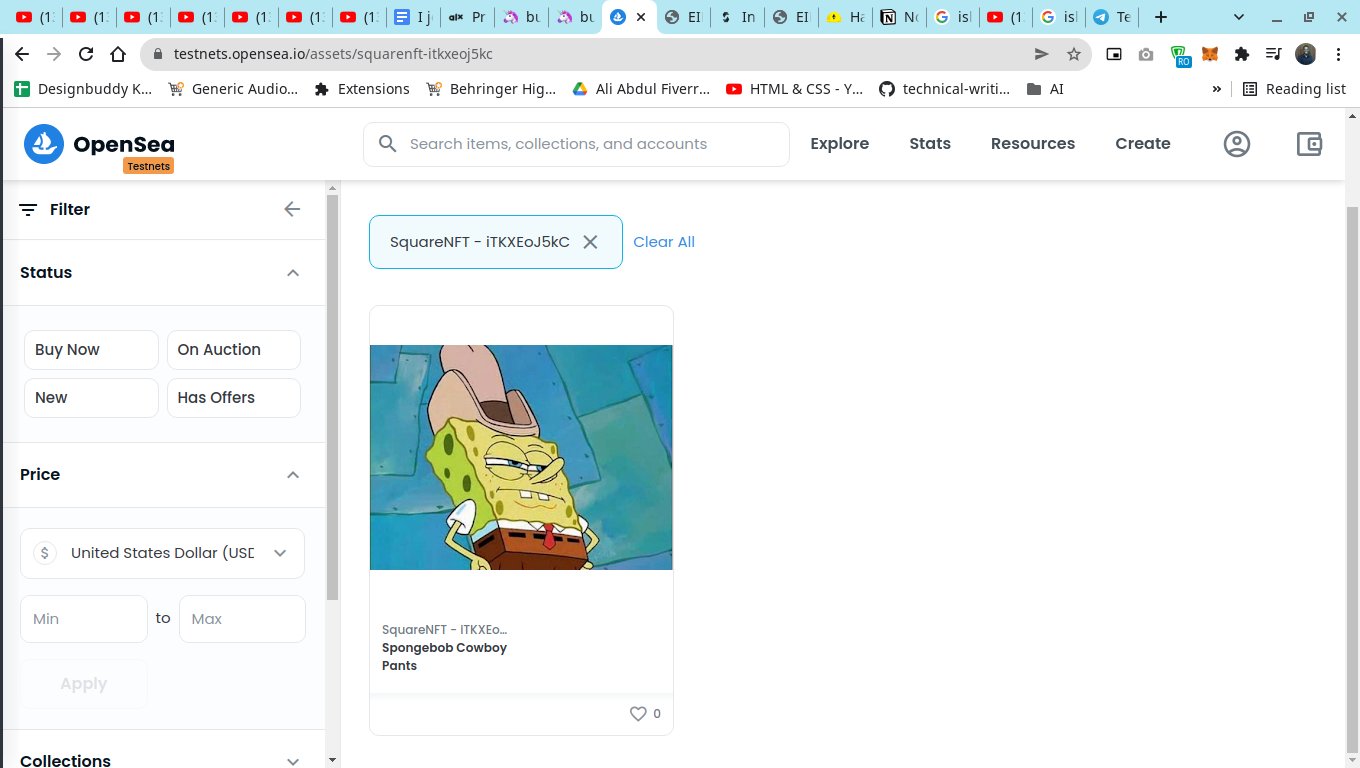 (1
(1
(1
(1
(1
(1
(1
I j
alx Pr
bu
bu
EI
In
EI
Ha
No
isl
(1
isl
Te
testnets.opensea.io/assets/squarenft-itkxeoj5kc
RO
Designbuddy K...
Generic Audio...
Extensions
Behringer Hig...
Ali Abdul Fiverr...
HTML & CSS - Y...
technical-writi...
AI
»
Reading list
OpenSea
Testnets
Search items, collections, and accounts
Explore
Stats
Resources
Create
Filter
SquareNFT - iTKXEoJ5kC
Clear All
Status
Buy Now
On Auction
New
Has Offers
Price
$ United States Dollar (USD
Min to Max
Apply
Collections
SquareNFT - ITKXEo...
Spongebob Cowboy
Pants
0